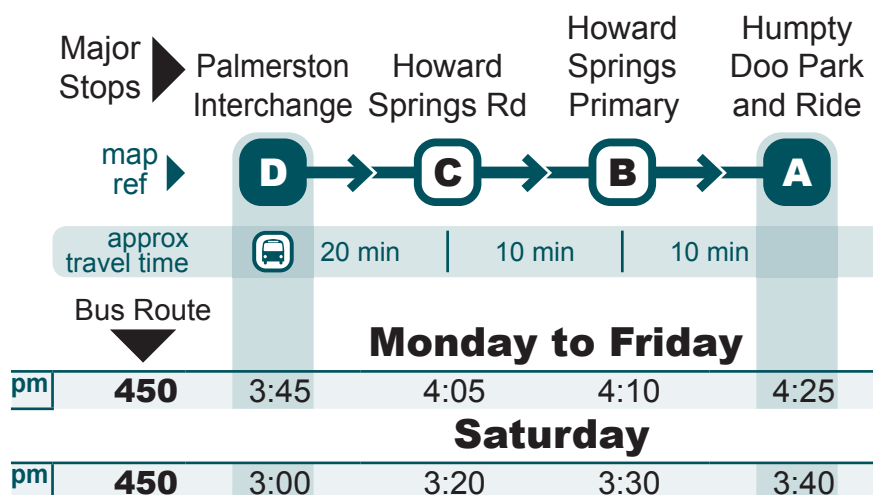 Major
Stops
Palmerston
Interchange
Howard
Springs Rd
Howard
Springs
Primary
Humpty
Doo Park
and Ride
map
ref
D
C
B
A
approx
travel time
20 min
10 min
10 min
Bus Route
Monday to Friday
pm 450 3:45 4:05 4:10 4:25
Saturday
pm 450 3:00 3:20 3:30 3:40